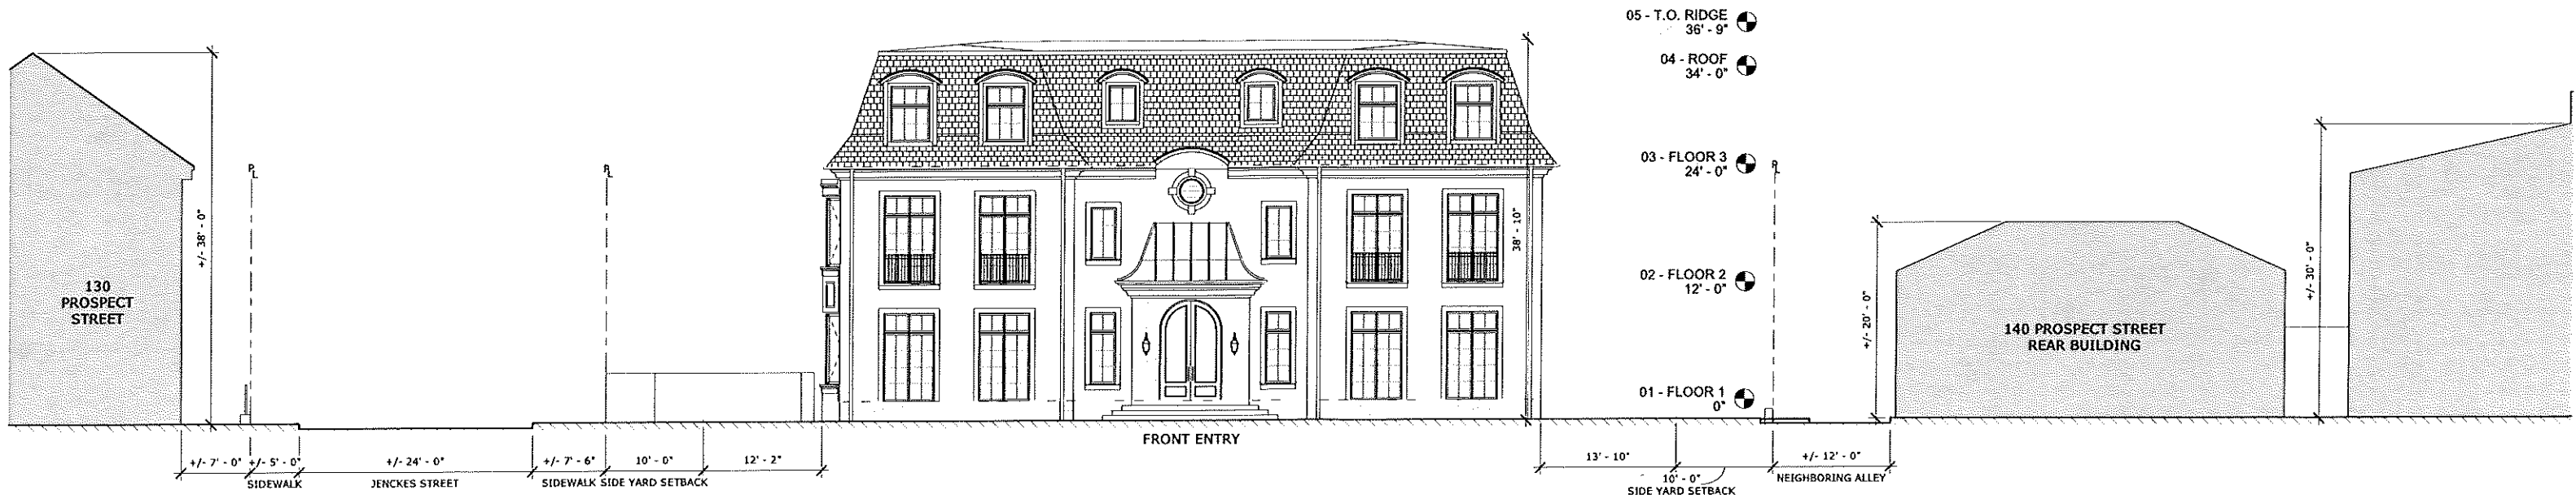 05 - T.O. RIDGE
36' - 9"
04 - ROOF
34' - 0"
03 - FLOOR 3
24' - 0"
02 - FLOOR 2
12' - 0"
01 - FLOOR 1
0"
PL
PL
PL
+/- 38' - 0"
38' - 10"
+/- 20' - 0"
+/- 30' - 0"
130
PROSPECT
STREET
140 PROSPECT STREET
REAR BUILDING
FRONT ENTRY
+/- 7' - 0"
+/- 5' - 0"
+/- 24' - 0"
+/- 7' - 6"
10' - 0"
12' - 2"
13' - 10"
10' - 0"
+/- 12' - 0"
SIDEWALK
JENCKES STREET
SIDEWALK
SIDE YARD SETBACK
SIDE YARD SETBACK
NEIGHBORING ALLEY